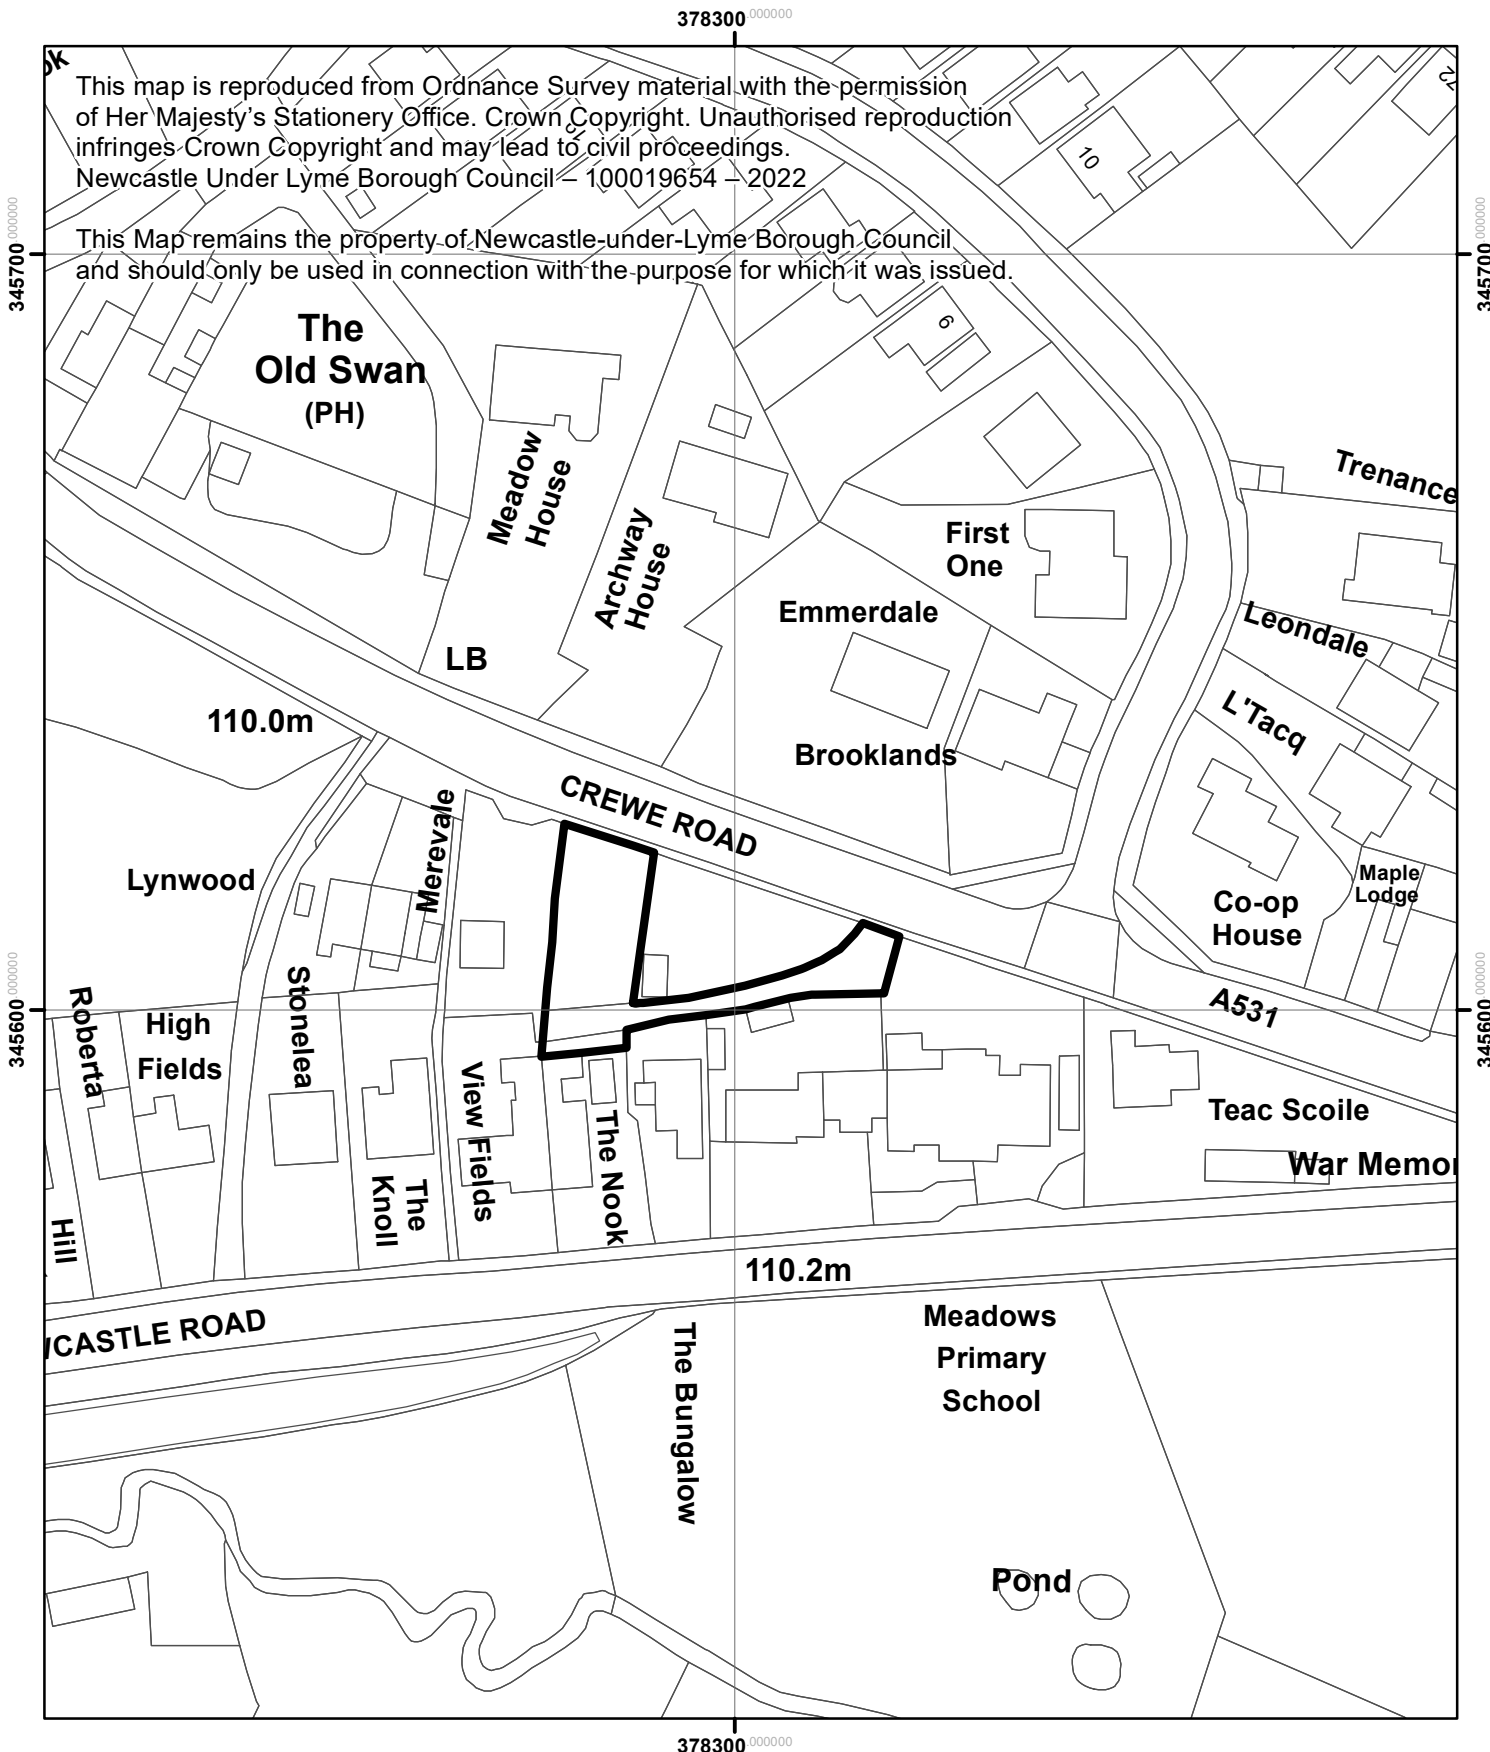 378300.000000
ok
This map is reproduced from Ordnance Survey material with the permission
of Her Majesty’s Stationery Office. Crown Copyright. Unauthorised reproduction
infringes Crown Copyright and may lead to civil proceedings.
Newcastle Under Lyme Borough Council – 100019654 – 2022
This Map remains the property of Newcastle-under-Lyme Borough Council
and should only be used in connection with the purpose for which it was issued.
10
345700.000000
345700.000000
The
Old Swan
(PH)
6
Meadow
House
Archway
House
Trenance
First
One
Emmerdale
Leondale
LB
L'Tacq
110.0m
Brooklands
CREWE ROAD
Merevale
Lynwood
Maple
Lodge
Co-op
House
A531
345600.000000
345600.000000
Roberta
High
Fields
Stonelea
View Fields
The Nook
Teac Scoile
War Memor
The
Knoll
Hill
110.2m
WCASTLE ROAD
The Bungalow
Meadows
Primary
School
Pond
378300.000000